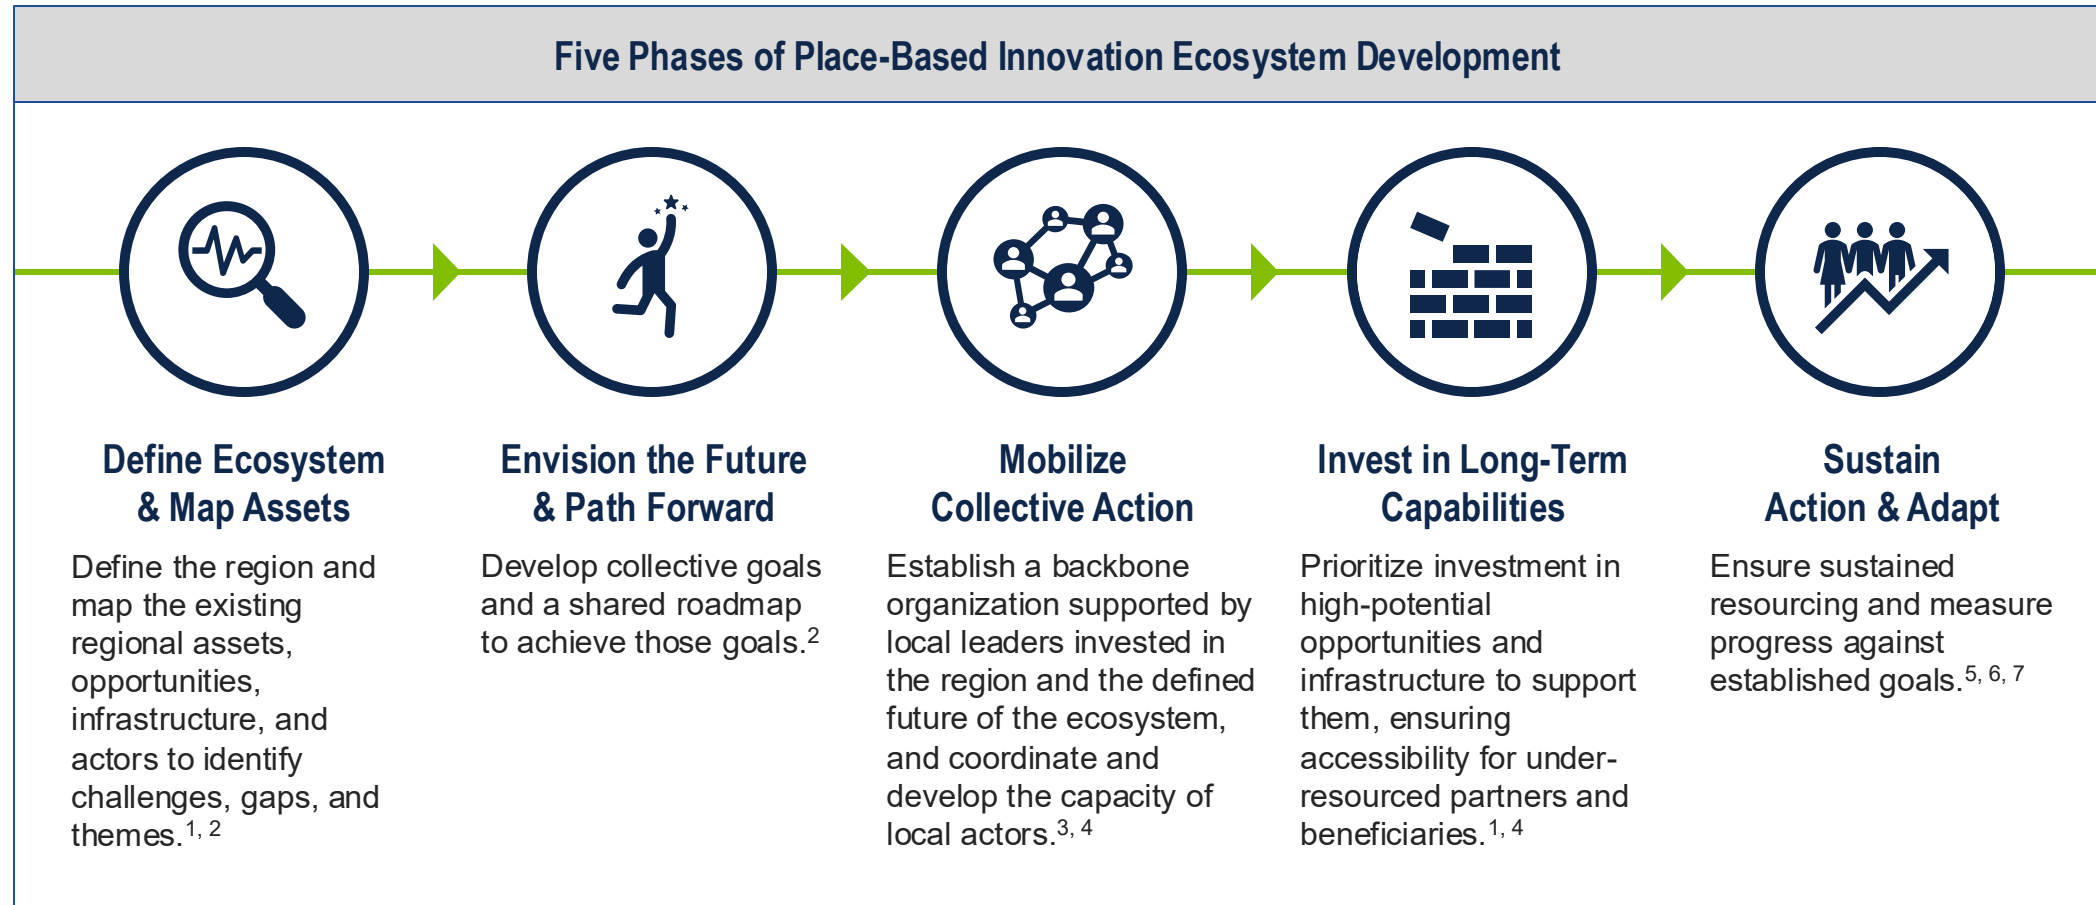 Five Phases of Place-Based Innovation Ecosystem Development
Define Ecosystem
& Map Assets
Define the region and
map the existing
regional assets,
opportunities,
infrastructure, and
actors to identify
challenges, gaps, and
themes.1, 2
Envision the Future
& Path Forward
Develop collective goals
and a shared roadmap
to achieve those goals.2
Mobilize
Collective Action
Establish a backbone
organization supported by
local leaders invested in
the region and the defined
future of the ecosystem,
and coordinate and
develop the capacity of
local actors.3, 4
Invest in Long-Term
Capabilities
Prioritize investment in
high-potential
opportunities and
infrastructure to support
them, ensuring
accessibility for under-
resourced partners and
beneficiaries.1, 4
Sustain
Action & Adapt
Ensure sustained
resourcing and measure
progress against
established goals.5, 6, 7